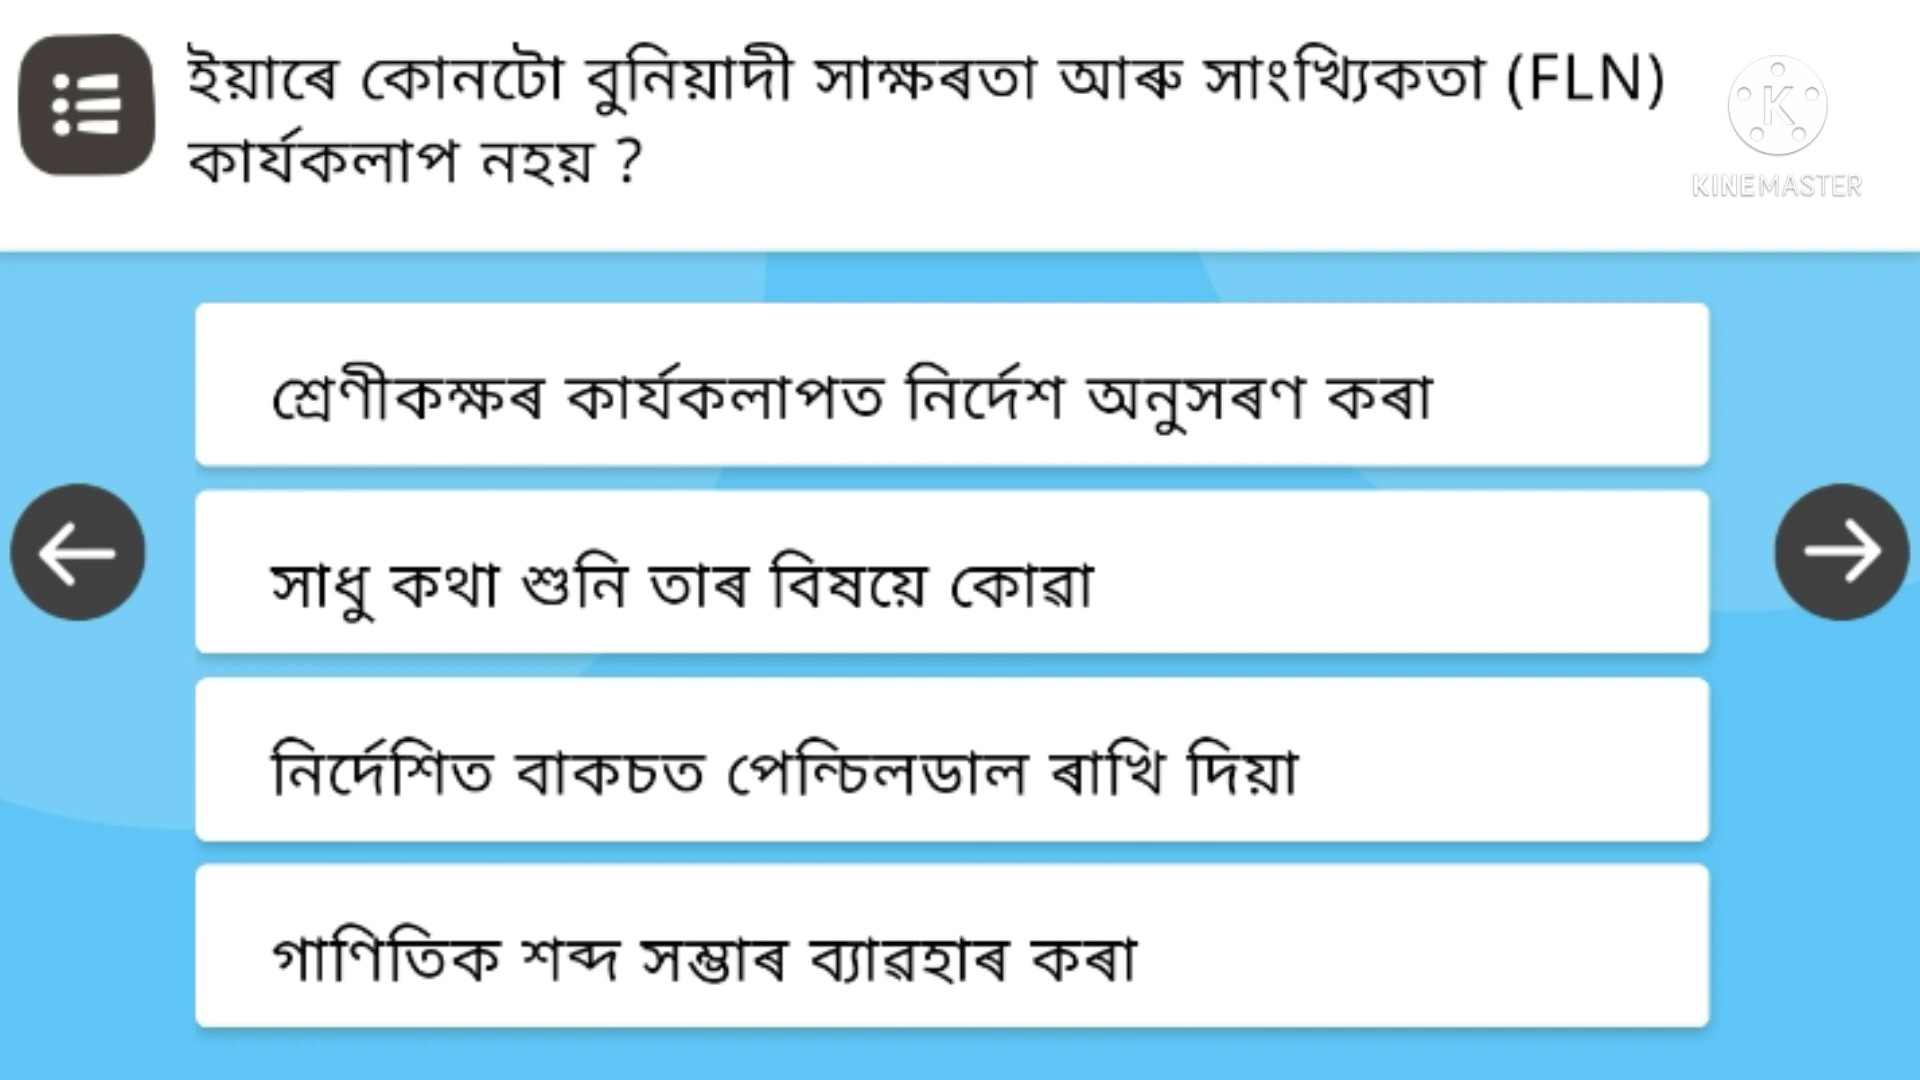 ইয়াৰে কোনটো বুনিয়াদী সাক্ষৰতা আৰু সাংখ্যিকতা (FLN)
কাৰ্যকলাপ নহয় ?
KINEMASTER
শ্ৰেণীকক্ষৰ কাৰ্যকলাপত নিৰ্দেশ অনুসৰণ কৰা
সাধু কথা শুনি তাৰ বিষয়ে কোৱা
নিৰ্দেশিত বাকচত পেন্চিলডাল ৰাখি দিয়া
গাণিতিক শব্দ সম্ভাৰ ব্যাৱহাৰ কৰা